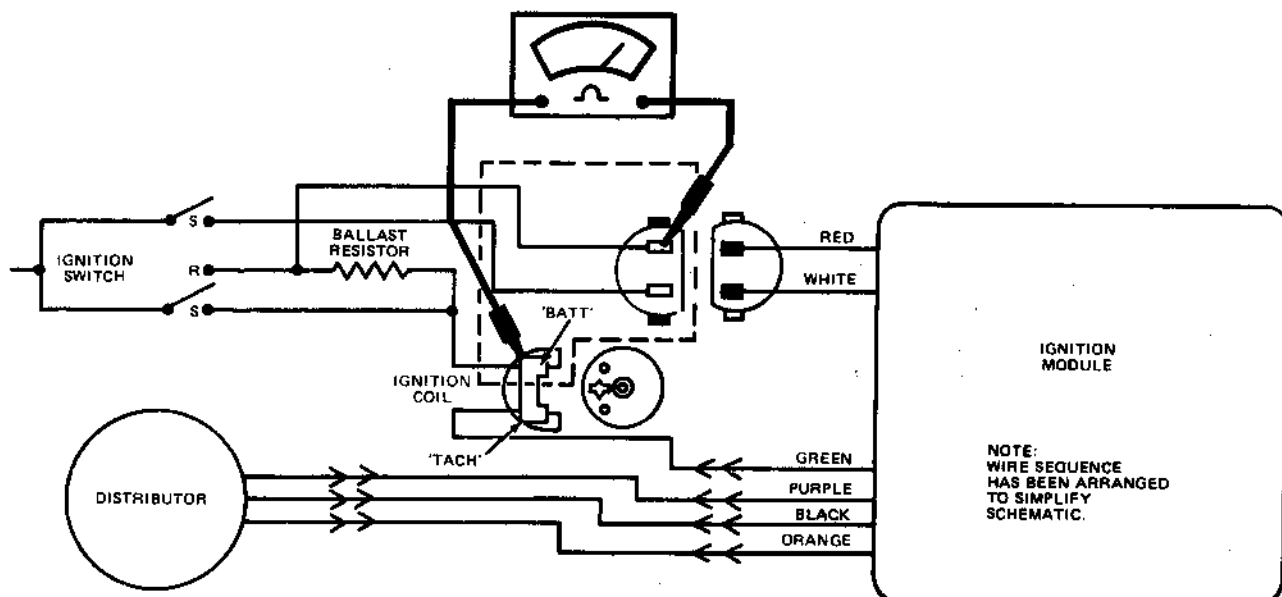 Ω
S
BALLAST
RESISTOR
IGNITION
SWITCH
R
S
RED
WHITE
'BATT'
IGNITION
COIL
'TACH'
IGNITION
MODULE
DISTRIBUTOR
GREEN
PURPLE
BLACK
ORANGE
NOTE:
WIRE SEQUENCE
HAS BEEN ARRANGED
TO SIMPLIFY
SCHEMATIC.